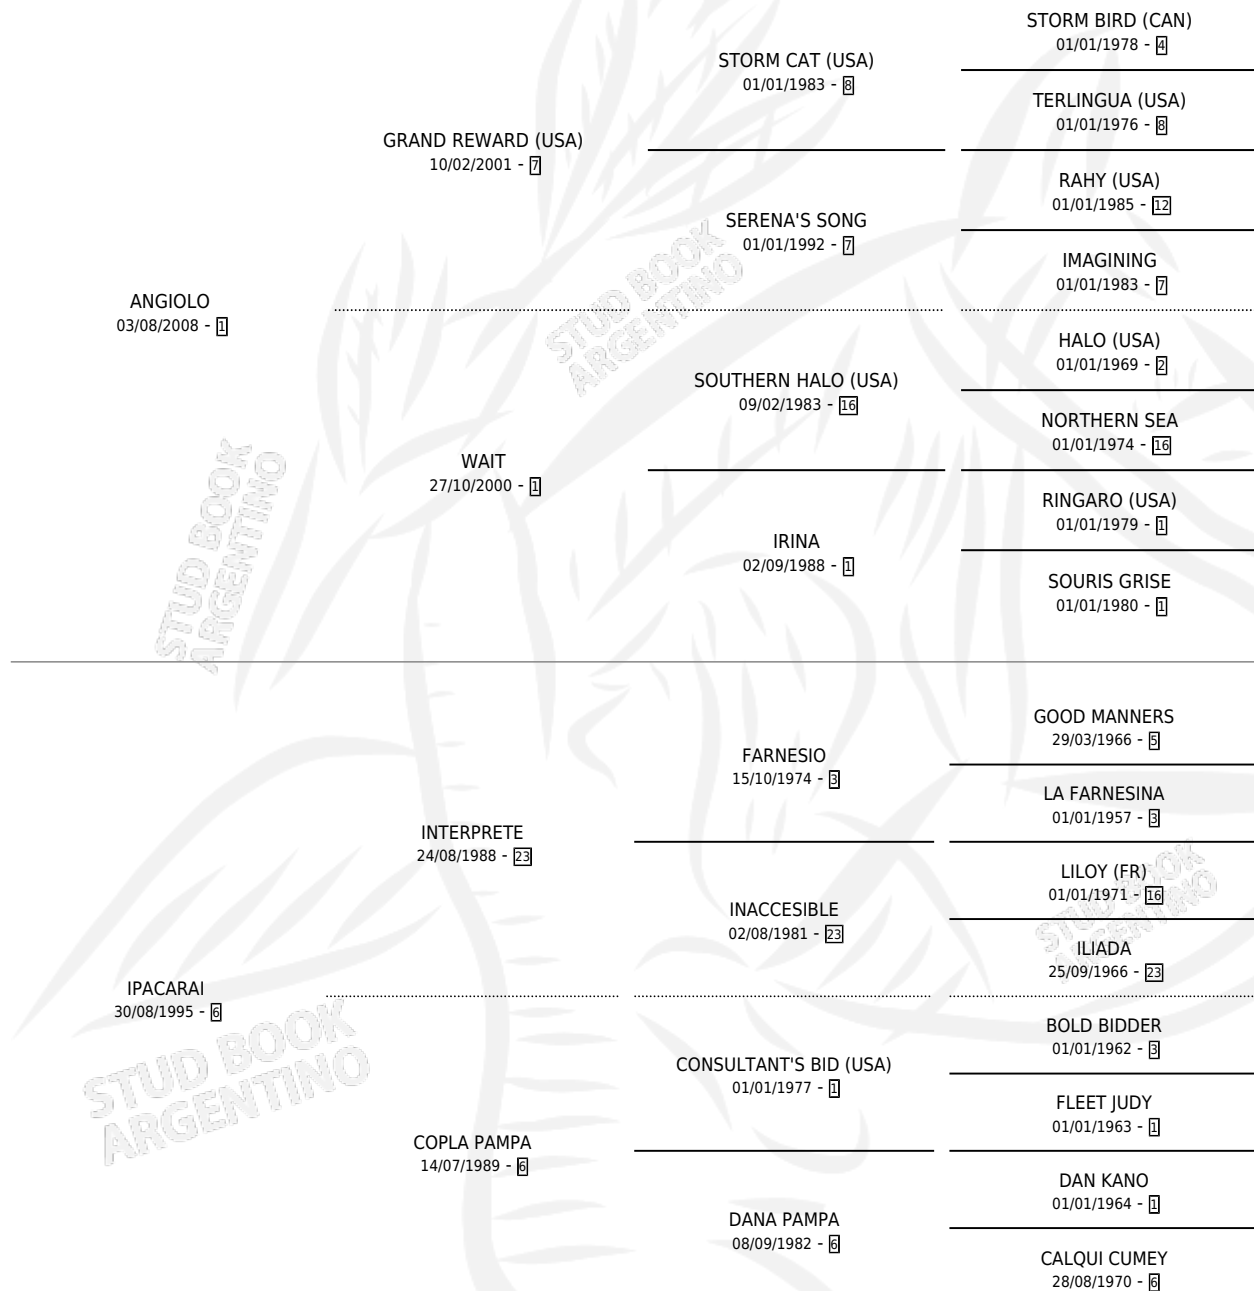 STORM BIRD (CAN)
01/01/1978 - 4
STORM CAT (USA)
01/01/1983 - 8
TERLINGUA (USA)
01/01/1976 - 8
GRAND REWARD (USA)
10/02/2001 - 7
RAHY (USA)
01/01/1985 - 12
SERENA'S SONG
01/01/1992 - 7
IMAGINING
01/01/1983 - 7
ANGIOLO
03/08/2008 - 1
HALO (USA)
01/01/1969 - 2
SOUTHERN HALO (USA)
09/02/1983 - 16
NORTHERN SEA
01/01/1974 - 16
WAIT
27/10/2000 - 1
RINGARO (USA)
01/01/1979 - 1
IRINA
02/09/1988 - 1
SOURIS GRISE
01/01/1980 - 1
STUD BOOK
ARGENTINO
STUD BOOK
ARGENTINO
GOOD MANNERS
29/03/1966 - 5
FARNESIO
15/10/1974 - 3
LA FARNESINA
01/01/1957 - 3
INTERPRETE
24/08/1988 - 23
LILOY (FR)
01/01/1971 - 16
INACCESIBLE
02/08/1981 - 23
ILIADA
25/09/1966 - 23
STUD BOOK
ARGENTINO
IPACARAI
30/08/1995 - 6
BOLD BIDDER
01/01/1962 - 3
CONSULTANT'S BID (USA)
01/01/1977 - 1
FLEET JUDY
01/01/1963 - 1
COPLA PAMPA
14/07/1989 - 6
DAN KANO
01/01/1964 - 1
DANA PAMPA
08/09/1982 - 6
CALQUI CUMEY
28/08/1970 - 6
STUD BOOK
ARGENTINO